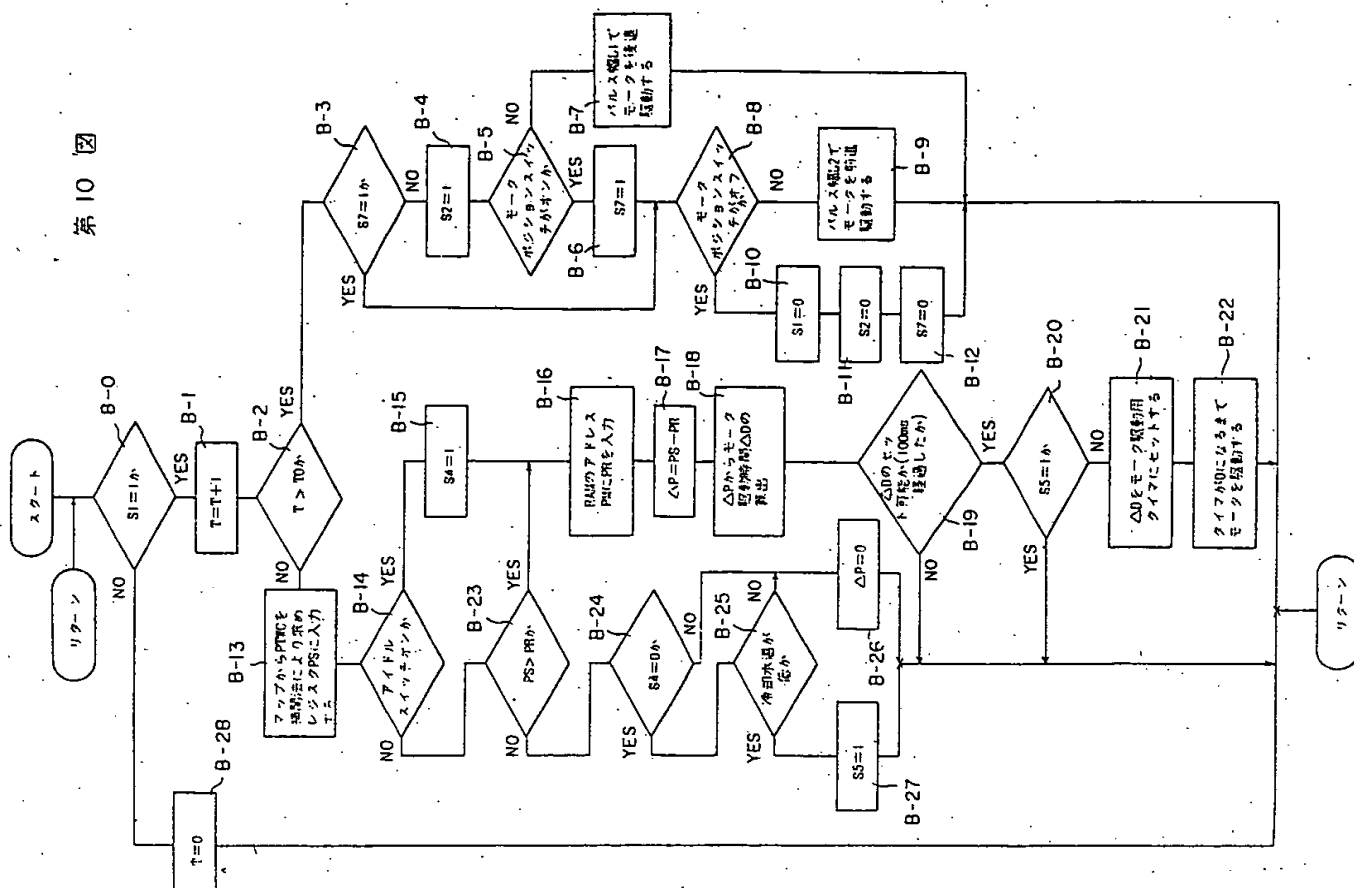 第10図
スタート
リターン
S1=1か
B-0
YES
NO
T=T+1
B-1
T>T0か
B-2
YES
NO
S7=1か
B-3
YES
NO
S2=1
B-4
モータ
ポジションスイッ
チがオンか
B-5
NO
YES
S7=1
B-6
パルス幅L1で
モータを後退
駆動する
B-7
モータ
ポジションスイッ
チがオフか
B-8
YES
NO
パルス幅L2で
モータを前進
駆動する
B-9
B-10
S1=0
B-11
S2=0
S7=0
B-12
B-13
マップからPTWCを
補間法により求め
レジスタPSに入力
する
B-14
アイドル
スイッチオンか
YES
NO
B-15
S4=1
B-16
RAMのアドレス
にPRを入力
B-17
ΔP=PS-PR
B-18
ΔPからモータ
駆動時間ΔDの
算出
ΔDのセッ
ト可能か(100ms
経過したか)
B-19
YES
NO
B-20
S5=1か
YES
NO
B-21
ΔDをモータ駆動用
タイマにセットする
B-22
タイマが0になるまで
モータを駆動する
B-23
PS>PRか
YES
NO
B-24
S4=0か
YES
NO
B-25
冷却水温が
低か
YES
NO
ΔP=0
B-26
S5=1
B-27
B-28
T=0
リターン